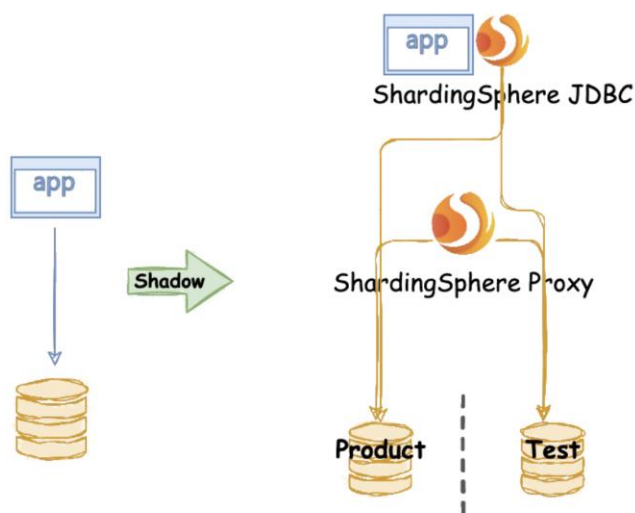 app
ShardingSphere JDBC
app
Shadow
ShardingSphere Proxy
Product
Test